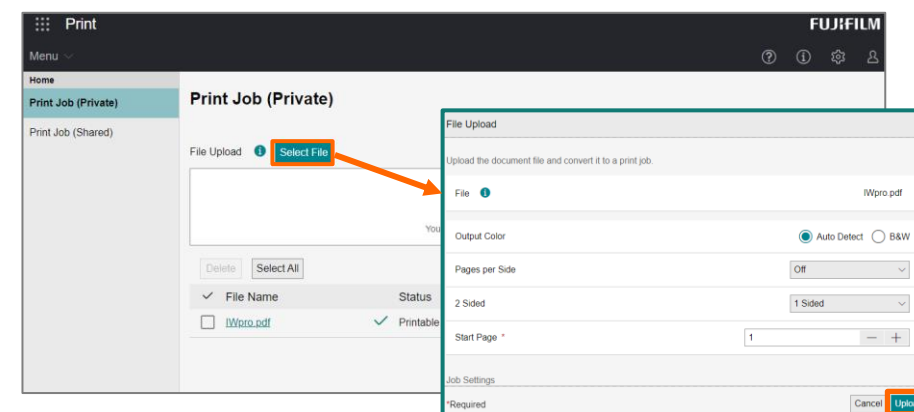 Print
FUJIFILM
Menu
Home
Print Job (Private)
Print Job (Shared)
Print Job (Private)
File Upload Select File
You
Delete Select All
File Name Status
IWpro.pdf Printable
File Upload
Upload the document file and convert it to a print job.
File IWpro.pdf
Output Color Auto Detect B&W
Pages per Side Off
2 Sided 1 Sided
Start Page * 1
Job Settings
*Required Cancel Uplo